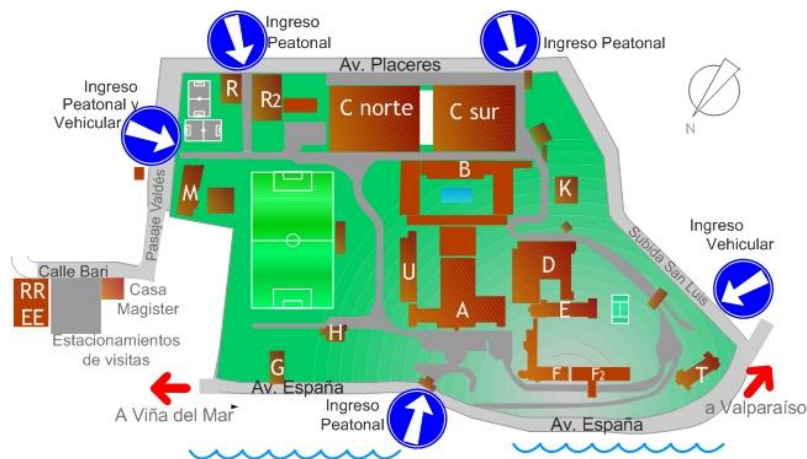 Ingreso
Peatonal
Ingreso Peatonal
Av. Placeres
Ingreso
Peatonal y
Vehicular
R
R2
C norte
C sur
N
B
M
K
Pasaje Valdés
Subida San Luis
Ingreso
Vehicular
Calle Bari
RR
EE
Casa
Magister
Estacionamientos
de visitas
U
D
A
E
H
G
F
F2
T
Av. España
A Viña del Mar
Ingreso
Peatonal
Av. España
a Valparaíso